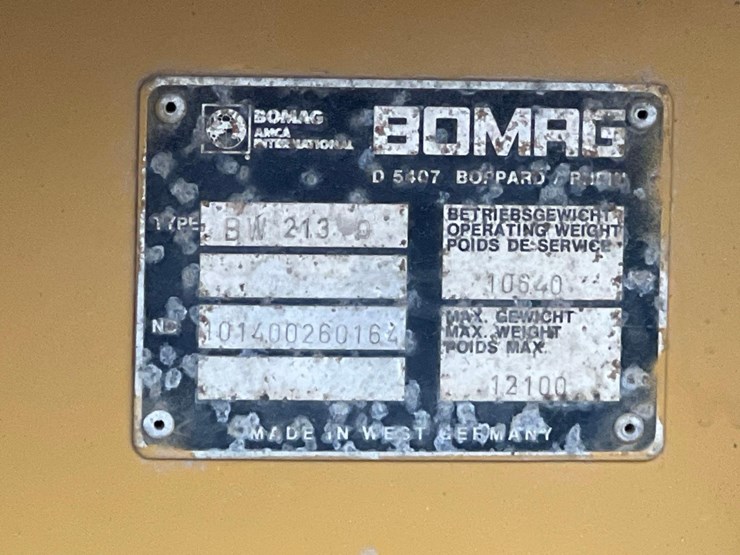 BOMAG
AMCA
INTERNATIONAL
BOMAG
D 5407 BOPPARD / RHEIN
TYPE BW 213 D
BETRIEBSGEWICHT
OPERATING WEIGHT
POIDS DE SERVICE
10640
NO 101400260164
MAX. GEWICHT
MAX. WEIGHT
POIDS MAX.
12100
MADE IN WEST GERMANY